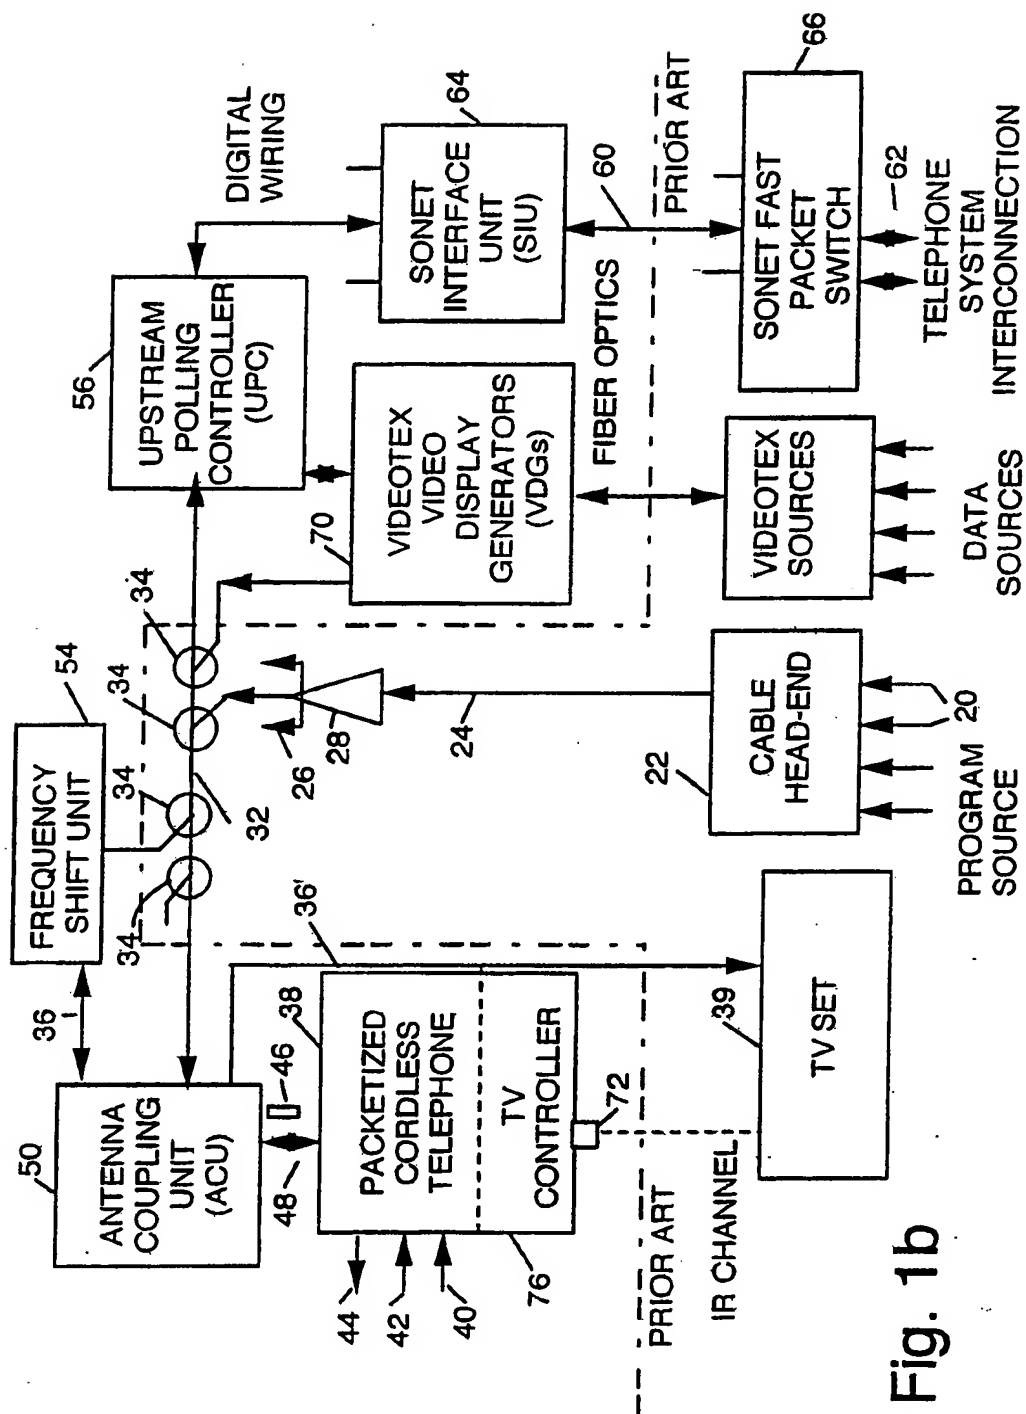 50
ANTENNA
COUPLING
UNIT
(ACU)
36
FREQUENCY
SHIFT UNIT
54
34
34
34
34
32
56
UPSTREAM
POLLING
CONTROLLER
(UPC)
DIGITAL
WIRING
48
46
44
42
40
38
PACKETIZED
CORDLESS
TELEPHONE
TV
CONTROLLER
76
72
36'
26
28
24
70
VIDEOTEX
VIDEO
DISPLAY
GENERATORS
(VDGs)
SONET
INTERFACE
UNIT
(SIU)
64
FIBER OPTICS
60
PRIOR ART
PRIOR ART
IR CHANNEL
39
TV SET
22
CABLE
HEAD-END
20
PROGRAM
SOURCE
VIDEOTEX
SOURCES
DATA
SOURCES
SONET FAST
PACKET
SWITCH
66
62
TELEPHONE
SYSTEM
INTERCONNECTION
Fig. 1b